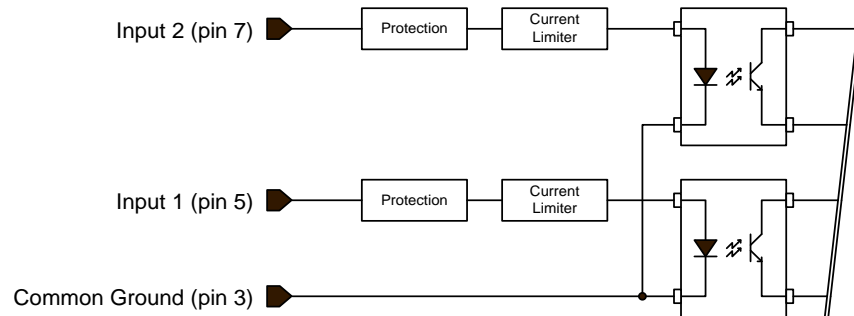 Input 2 (pin 7)
Protection
Current
Limiter
Input 1 (pin 5)
Protection
Current
Limiter
Common Ground (pin 3)